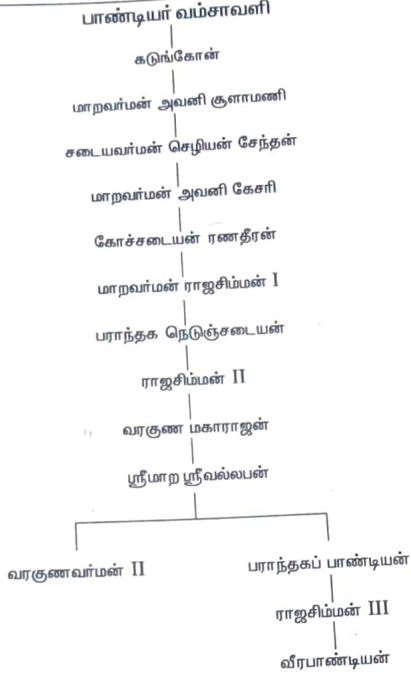 பாண்டியர் வம்சாவளி
கடுங்கோன்
மாறவர்மன் அவனி சூளாமணி
சடையவர்மன் செழியன் சேந்தன்
மாறவர்மன் அவனி கேசரி
கோச்சடையன் ரணதீரன்
மாறவர்மன் ராஜசிம்மன் I
பராந்தக நெடுஞ்சடையன்
ராஜசிம்மன் II
வரகுண மகாராஜன்
ஸ்ரீமாற ஸ்ரீவல்லபன்
வரகுணவர்மன் II பராந்தகப் பாண்டியன்
ராஜசிம்மன் III
வீரபாண்டியன்